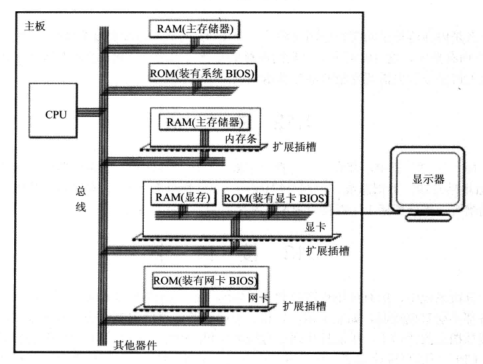 主板
RAM(主存储器)
ROM(装有系统 BIOS)
CPU
RAM(主存储器)
内存条
扩展插槽
总线
RAM(显存)
ROM(装有显卡 BIOS)
显卡
扩展插槽
显示器
ROM(装有网卡 BIOS)
网卡
扩展插槽
其他器件